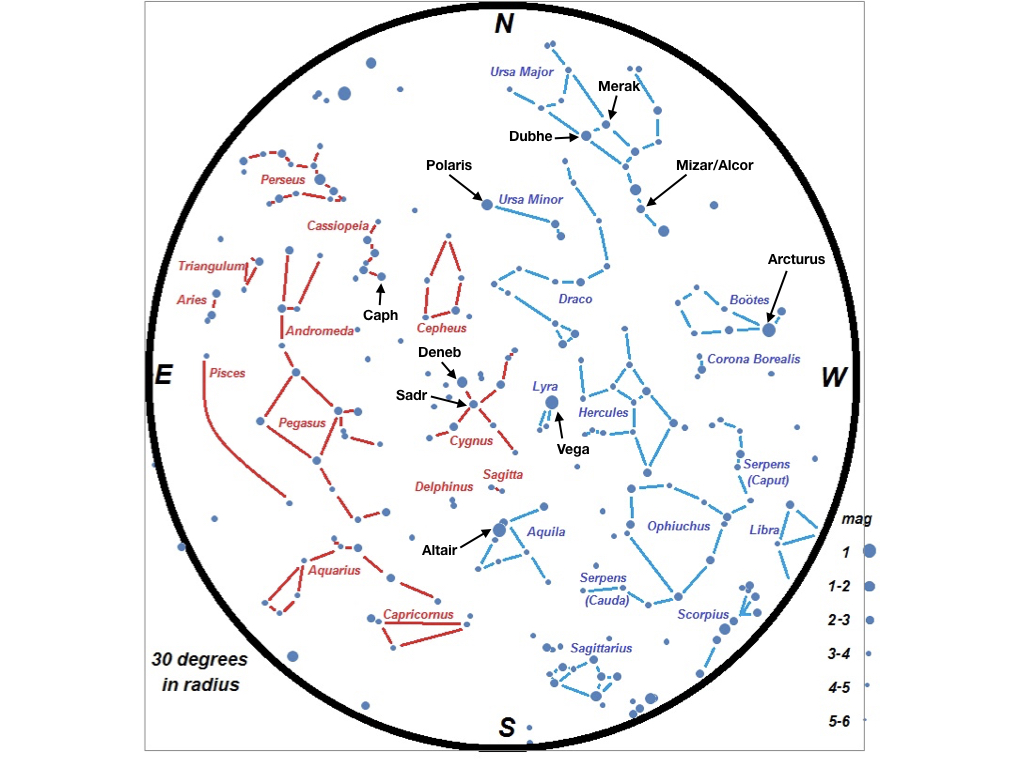 N
Ursa Major
Merak
Dubhe
Mizar/Alcor
Polaris
Ursa Minor
Perseus
Cassiopeia
Arcturus
Triangulum
Aries
Draco
Boötes
Caph
Andromeda
Cepheus
Deneb
Corona Borealis
E
Pisces
W
Sadr
Lyra
Hercules
Pegasus
Cygnus
Vega
Serpens
(Caput)
Sagitta
Delphinus
mag
Ophiuchus
Libra
Aquila
Altair
1
Aquarius
Serpens
(Cauda)
1-2
Capricornus
Scorpius
2-3
Sagittarius
3-4
30 degrees
in radius
4-5
S
5-6